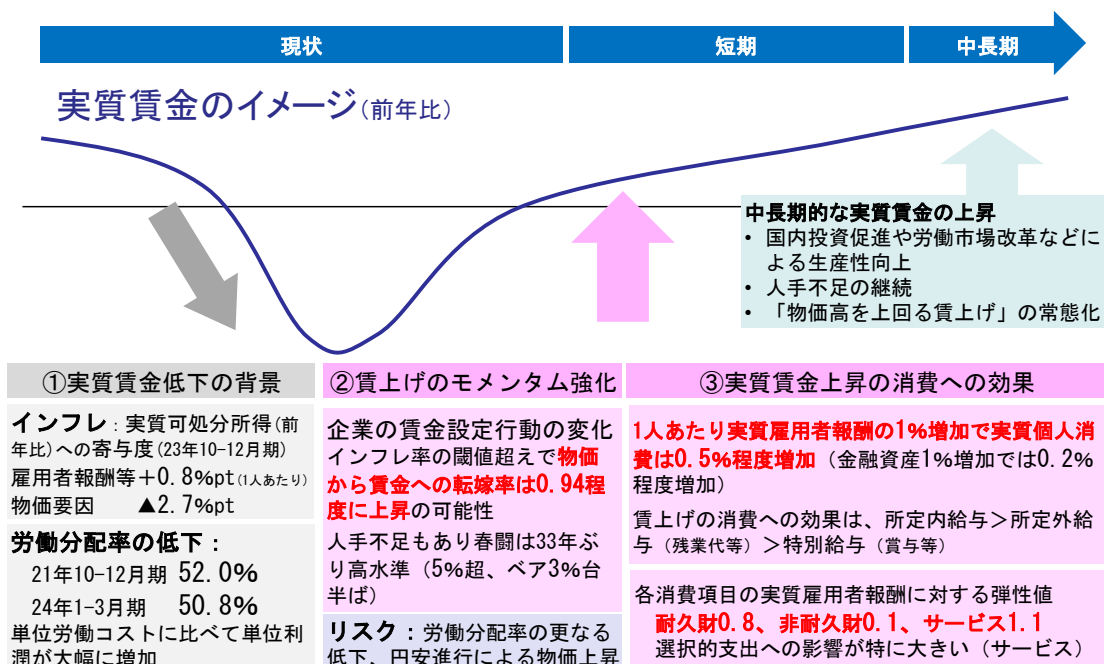 現状
短期
中長期
実質賃金のイメージ(前年比)
中長期的な実質賃金の上昇
• 国内投資促進や労働市場改革などに
よる生産性向上
• 人手不足の継続
• 「物価高を上回る賃上げ」の常態化
①実質賃金低下の背景
インフレ：実質可処分所得(前
年比)への寄与度(23年10-12月期)
雇用者報酬等＋0.8%pt(1人あたり)
物価要因　▲2.7%pt
労働分配率の低下：
21年10-12月期 52.0%
24年1-3月期 50.8%
単位労働コストに比べて単位利
潤が大幅に増加
②賃上げのモメンタム強化
企業の賃金設定行動の変化
インフレ率の閾値超えで物価
から賃金への転嫁率は0.94程
度に上昇の可能性
人手不足もあり春闘は33年ぶ
り高水準（5%超、ベア3%台
半ば）
リスク：労働分配率の更なる
低下、円安進行による物価上昇
③実質賃金上昇の消費への効果
1人あたり実質雇用者報酬の1%増加で実質個人消
費は0.5%程度増加（金融資産1%増加では0.2%
程度増加）
賃上げの消費への効果は、所定内給与＞所定外給
与（残業代等）＞特別給与（賞与等）
各消費項目の実質雇用者報酬に対する弾性値
耐久財0.8、非耐久財0.1、サービス1.1
選択的支出への影響が特に大きい（サービス）